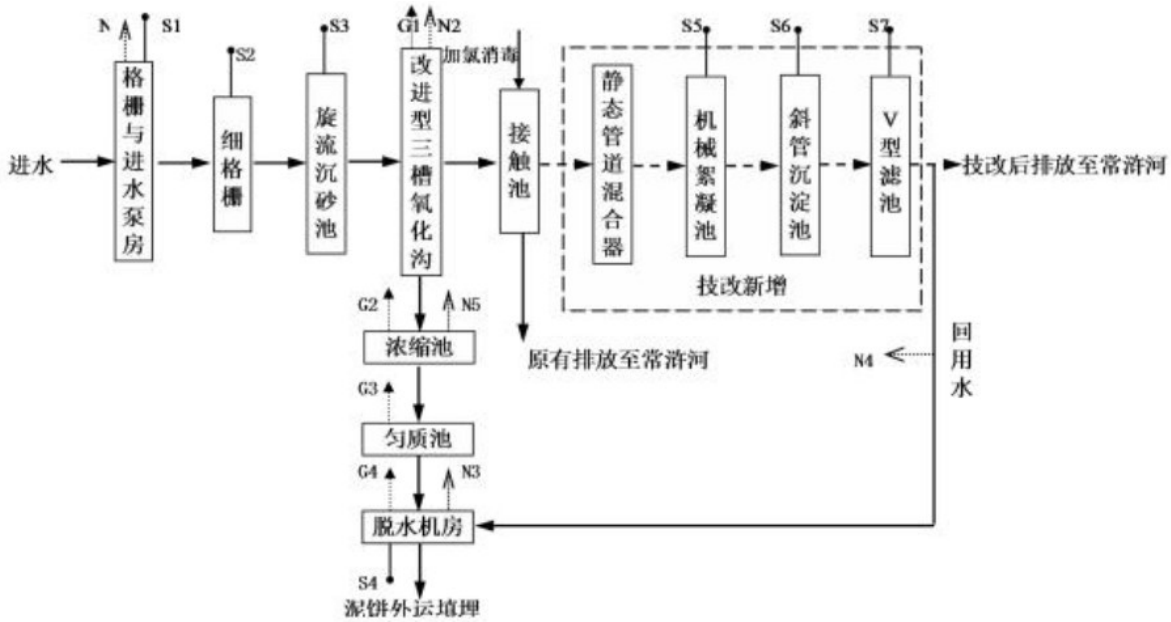 N
S1
S2
S3
G1
N2
加氯消毒
S5
S6
S7
进水
格栅与进水泵房
细格栅
旋流沉砂池
改进型三槽氧化沟
接触池
静态管道混合器
机械絮凝池
斜管沉淀池
V型滤池
技改后排放至常浒河
技改新增
G2
N5
浓缩池
原有排放至常浒河
N4
回用水
G3
匀质池
G4
N3
脱水机房
S4
泥饼外运填埋